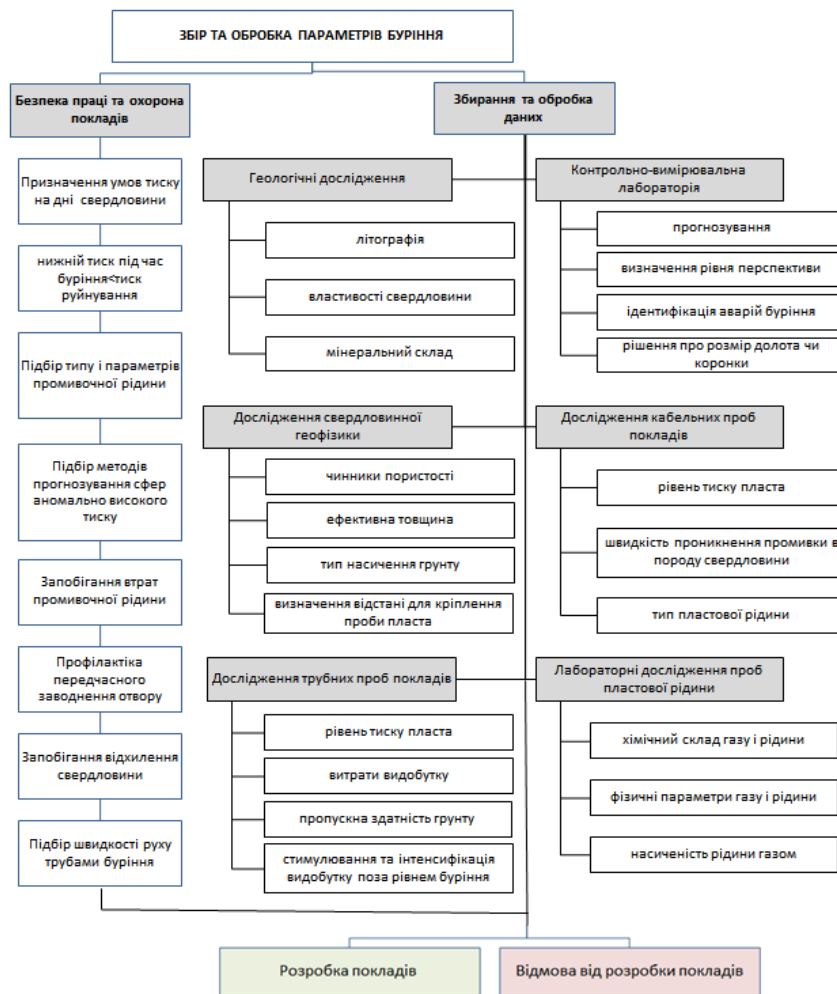 ЗБІР ТА ОБРОБКА ПАРАМЕТРІВ БУРІННЯ
Безпека праці та охорона
покладів
Призначення умов тиску
на дні свердловини
нижній тиск під час
буріння<тиск
руйнування
Підбір типу і параметрів
промивочної рідини
Підбір методів
прогнозування сфер
аномально високого
тиску
Запобігання втрат
промивочної рідини
Профілактика
передчасного
заводнення отвору
Запобігання відхилення
свердловини
Підбір швидкості руху
трубами буріння
Збирання та обробка
даних
Геологічні дослідження
літографія
властивості свердловини
мінеральний склад
Контрольно-вимірювальна
лабораторія
прогнозування
визначення рівня перспективи
ідентифікація аварій буріння
рішення про розмір долота чи
коронки
Дослідження свердловинної
геофізики
чинники пористості
ефективна товщина
тип насичення грунту
визначення відстані для кріплення
проби пласта
Дослідження кабельних проб
покладів
рівень тиску пласта
швидкість проникнення промивки в
породу свердловини
тип пластової рідини
Дослідження трубних проб покладів
рівень тиску пласта
витрати видобутку
пропускна здатність грунту
стимулювання та інтенсифікація
видобутку поза рівнем буріння
Лабораторні дослідження проб
пластової рідини
хімічний склад газу і рідини
фізичні параметри газу і рідини
насиченість рідини газом
Розробка покладів
Відмова від розробки покладів